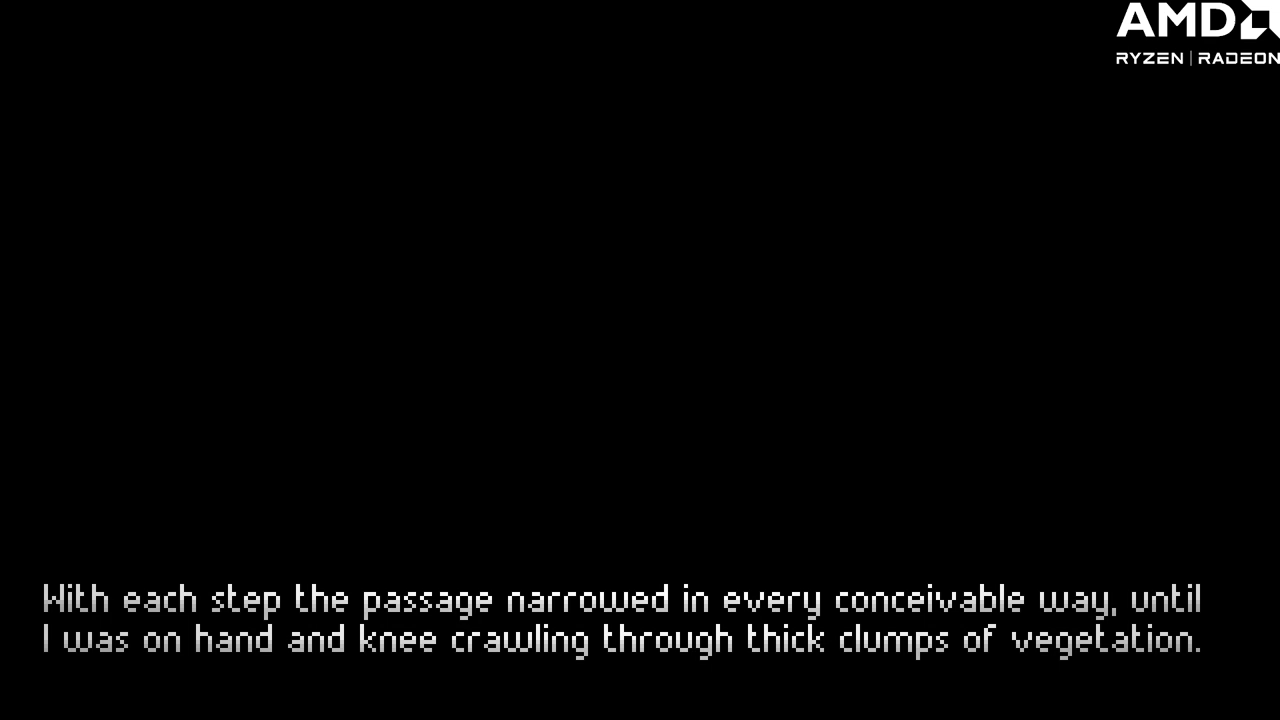 AMD
RYZEN | RADEON
With each step the passage narrowed in every conceivable way, until
I was on hand and knee crawling through thick clumps of vegetation.